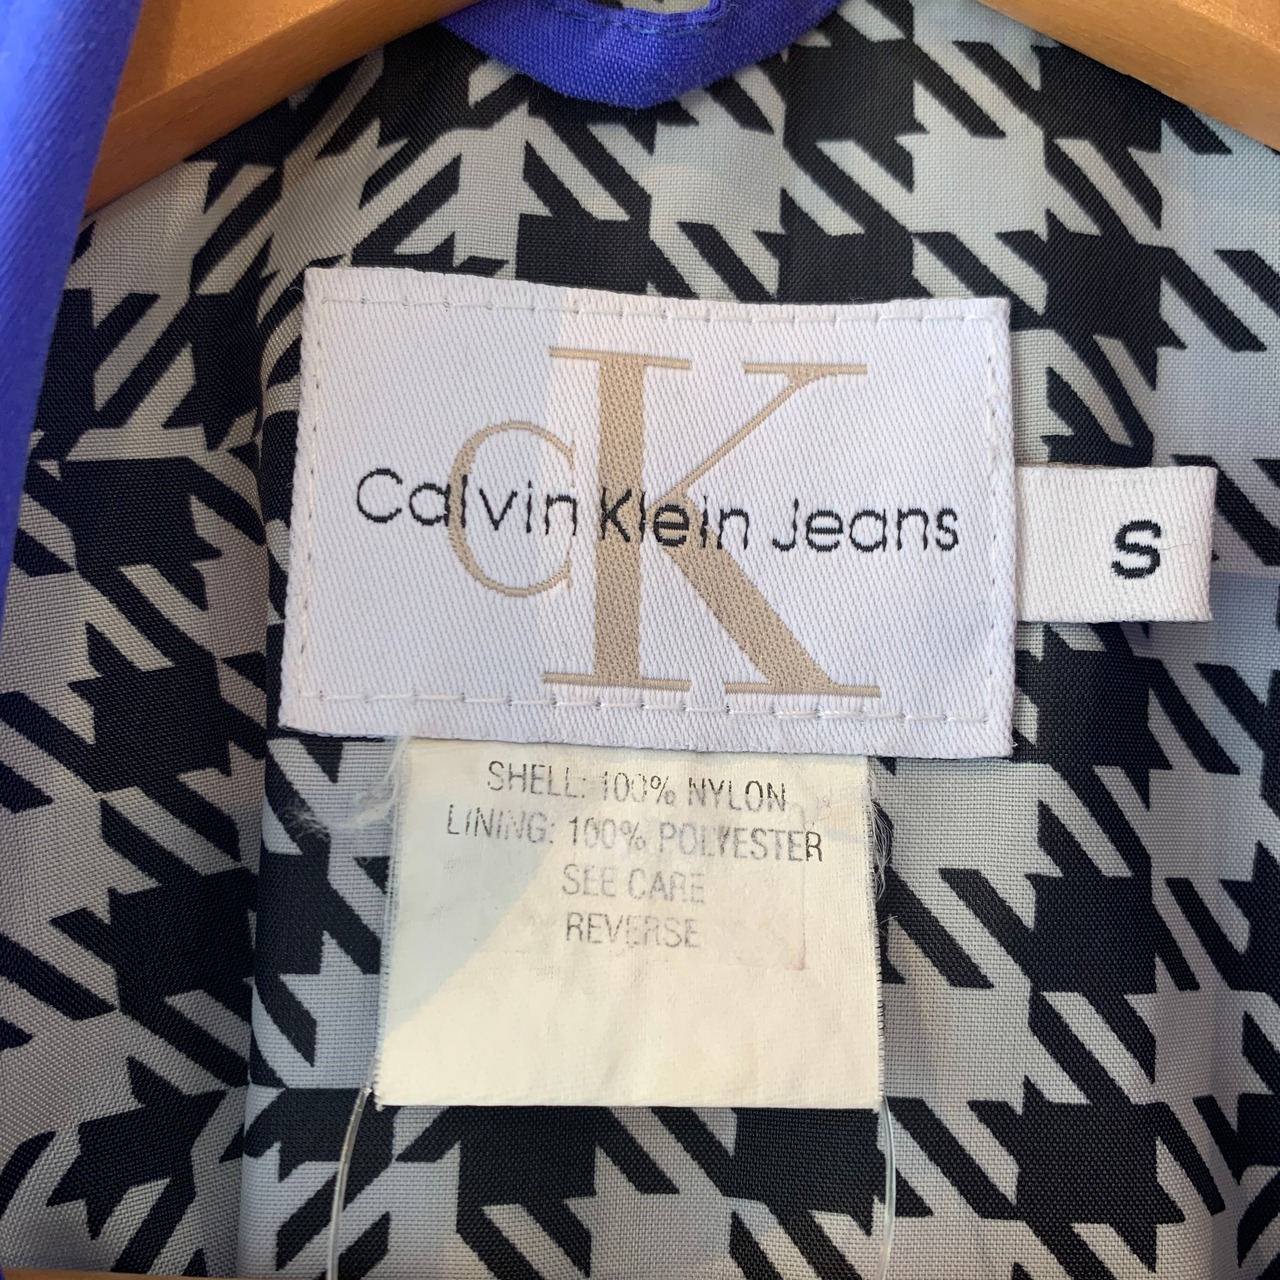 CK
Calvin Klein Jeans
S
SHELL: 100% NYLON
LINING: 100% POLYESTER
SEE CARE
REVERSE